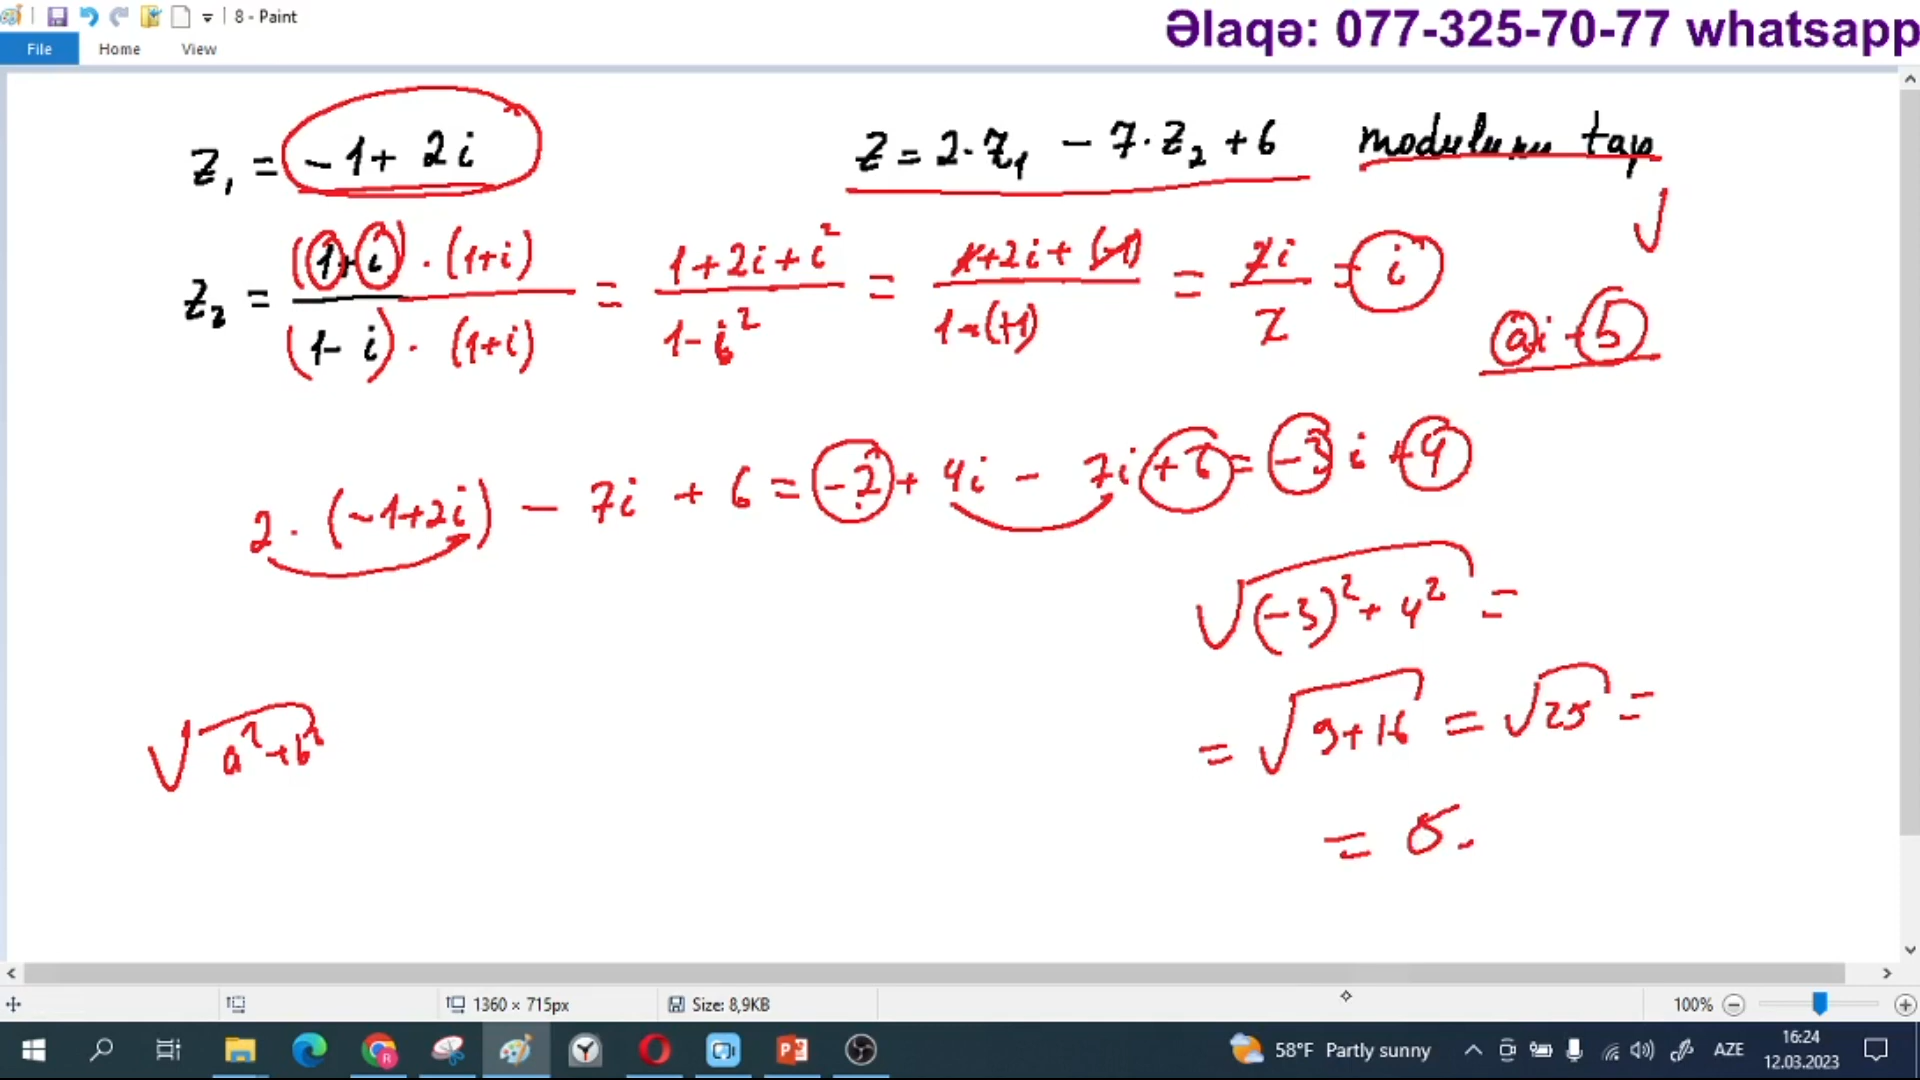 8 - Paint
Əlaqə: 077-325-70-77 whatsapp
File Home View
z₁ = -1 + 2i
z = 2·z₁ - 7·z₂ + 6 modulunu tap
√
z₂ = (1+i)·(1+i) / (1-i)·(1+i) = 1+2i+i² / 1-i² = 1+2i+(-1) / 1-(-1) = 2i / 2 = i
ai+b
2·(-1+2i) - 7i + 6 = -2 + 4i - 7i + 6 = -3i + 4
√(-3)²+4² =
= √9+16 = √25 =
√a²+b²
= 5.
1360 × 715px Size: 8,9KB 100%
58°F Partly sunny AZE 16:24
12.03.2023